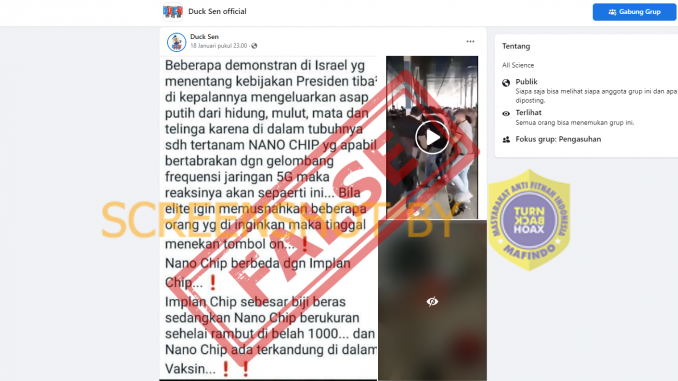 Duck Sen official
Gabung Grup
Duck Sen
18 Januari pukul 23.00
Beberapa demonstran di Israel yg
menentang kebijakan Presiden tiba²
di kepalannya mengeluarkan asap
putih dari hidung, mulut, mata dan
telinga karena di dalam tubuhnya
sdh tertanam NANO CHIP yg apabil
bertabrakan dgn gelombang
frekuensi jaringan 5G maka
reaksinya akan sepaerti ini... Bila
elite igin memusnahkan beberapa
orang yg di inginkan maka tinggal
menekan tombol on... ❗
Nano Chip berbeda dgn Implan
Chip... ❗
Implan Chip sebesar biji beras
sedangkan Nano Chip berukuran
sehelai rambut di belah 1000... dan
Nano Chip ada terkandung di dalam
Vaksin... ❗ ❗
FALSE
SCREENSHOT BY
MASYARAKAT ANTI FITNAH INDONESIA
TURN
BACK
HOAX
MAFINDO
Tentang
All Science
Publik
Siapa saja bisa melihat siapa anggota grup ini dan apa
diposting.
Terlihat
Semua orang bisa menemukan grup ini.
Fokus grup: Pengasuhan